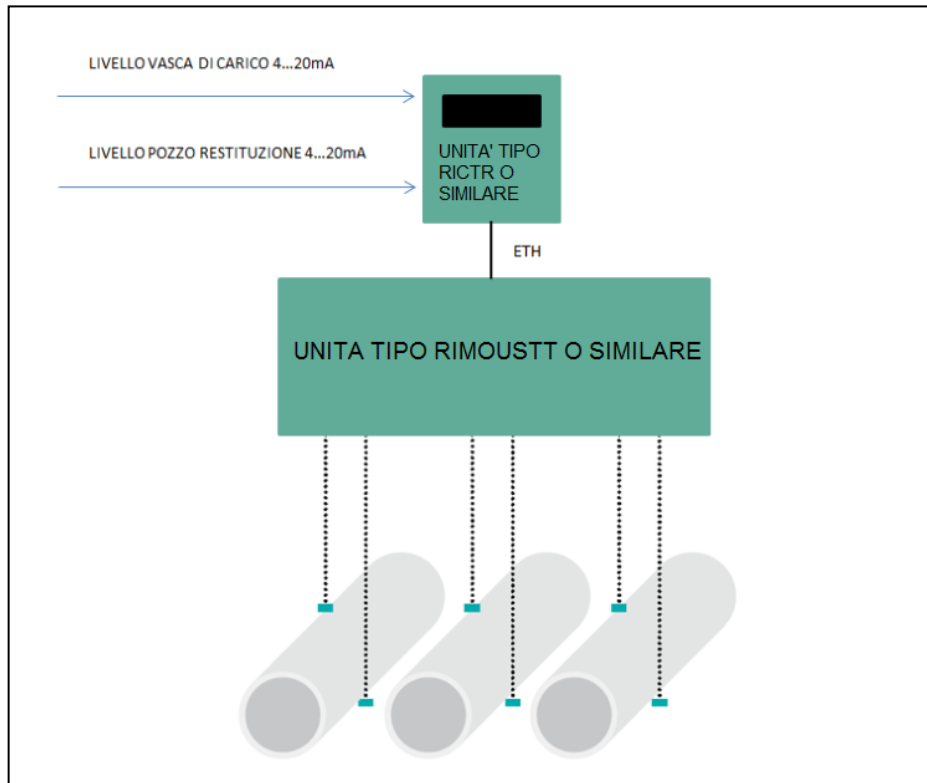 LIVELLO VASCA DI CARICO 4...20mA
LIVELLO POZZO RESTITUZIONE 4...20mA
UNITA' TIPO
RICTR O
SIMILARE
ETH
UNITA TIPO RIMOUSTT O SIMILARE